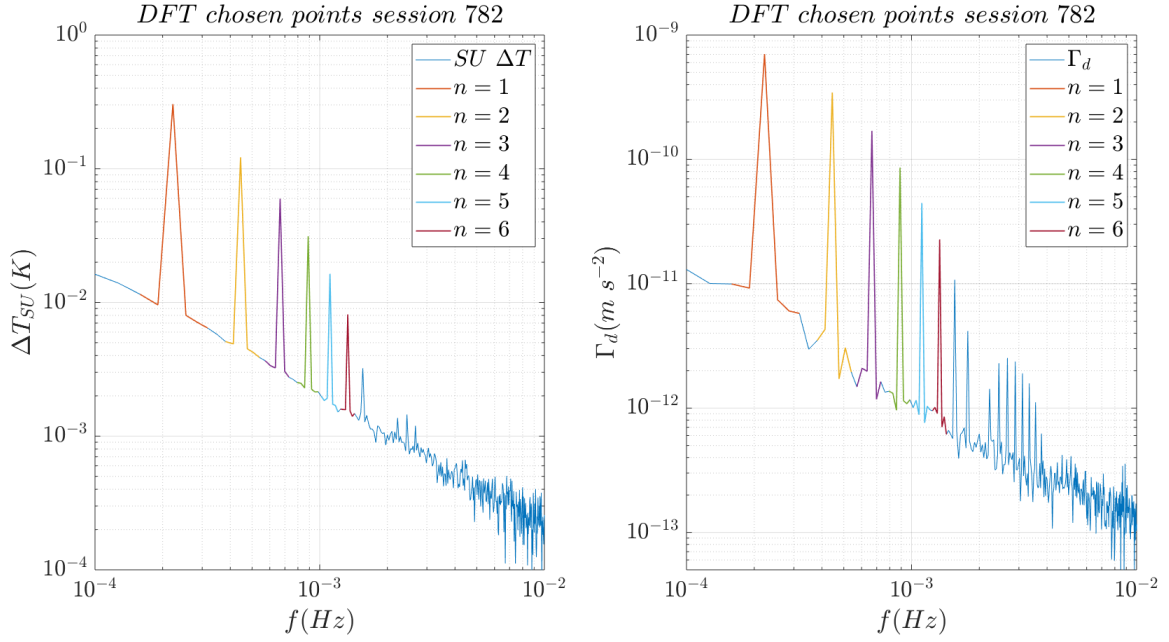 DFT chosen points session 782
10⁰
10⁻¹
10⁻²
10⁻³
10⁻⁴
ΔT_SU(K)
SU ΔT
n = 1
n = 2
n = 3
n = 4
n = 5
n = 6
10⁻⁴
10⁻³
10⁻²
f(Hz)
DFT chosen points session 782
10⁻⁹
10⁻¹⁰
10⁻¹¹
10⁻¹²
10⁻¹³
Γ_d(m s⁻²)
Γ_d
n = 1
n = 2
n = 3
n = 4
n = 5
n = 6
10⁻⁴
10⁻³
10⁻²
f(Hz)